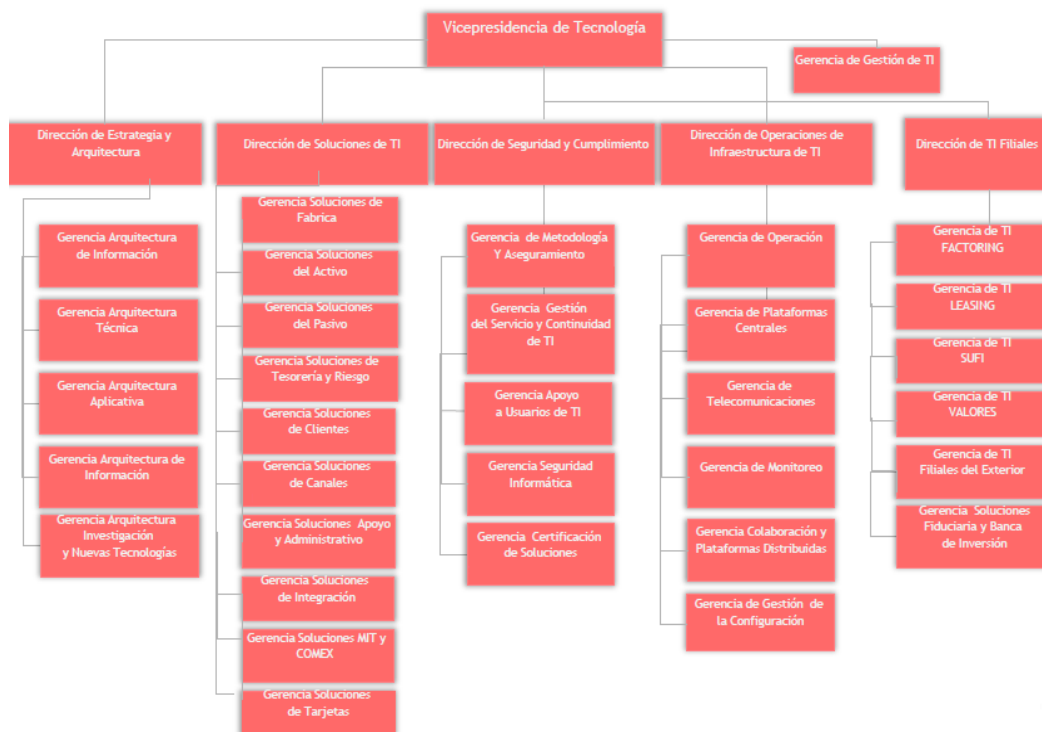 Vicepresidencia de Tecnología
Gerencia de Gestión de TI
Dirección de Estrategia y
Arquitectura
Dirección de Soluciones de TI
Dirección de Seguridad y Cumplimiento
Dirección de Operaciones de
Infraestructura de TI
Dirección de TI Filiales
Gerencia Arquitectura
de Información
Gerencia Arquitectura
Técnica
Gerencia Arquitectura
Aplicativa
Gerencia Arquitectura de
Información
Gerencia Arquitectura
Investigación
y Nuevas Tecnologías
Gerencia Soluciones de
Fabrica
Gerencia Soluciones
del Activo
Gerencia Soluciones
del Pasivo
Gerencia Soluciones de
Tesorería y Riesgo
Gerencia Soluciones
de Clientes
Gerencia Soluciones
de Canales
Gerencia Soluciones Apoyo
y Administrativo
Gerencia Soluciones
de Integración
Gerencia Soluciones MIT y
COMEX
Gerencia Soluciones
de Tarjetas
Gerencia de Metodología
Y Aseguramiento
Gerencia Gestión
del Servicio y Continuidad
de TI
Gerencia Apoyo
a Usuarios de TI
Gerencia Seguridad
Informática
Gerencia Certificación
de Soluciones
Gerencia de Operación
Gerencia de Plataformas
Centrales
Gerencia de
Telecomunicaciones
Gerencia de Monitoreo
Gerencia Colaboración y
Plataformas Distribuidas
Gerencia de Gestión de
la Configuración
Gerencia de TI
FACTORING
Gerencia de TI
LEASING
Gerencia de TI
SUFI
Gerencia de TI
VALORES
Gerencia de TI
Filiales del Exterior
Gerencia Soluciones
Fiduciaria y Banca
de Inversión